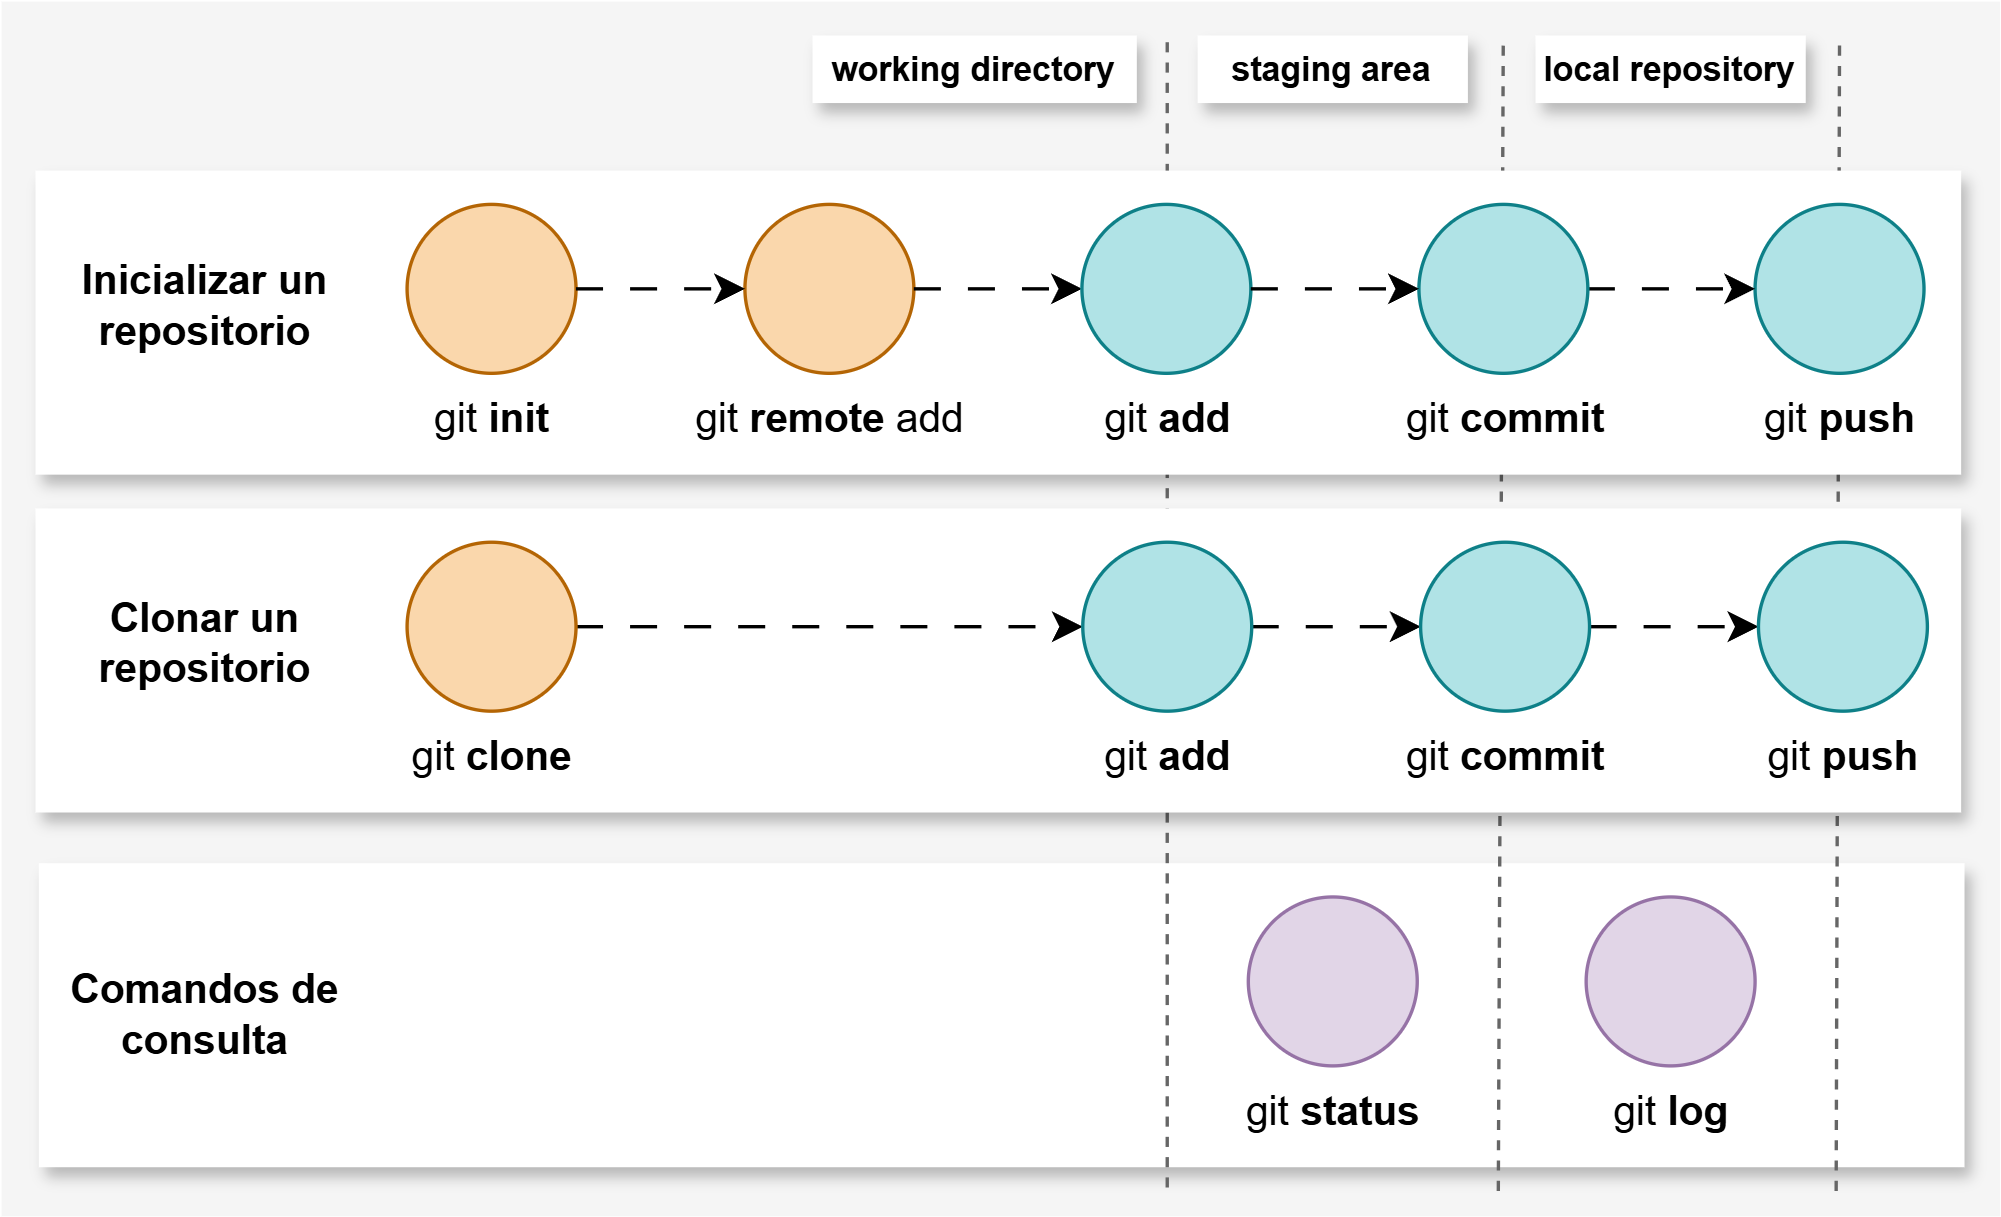 working directory
staging area
local repository
Inicializar un
repositorio
git init
git remote add
git add
git commit
git push
Clonar un
repositorio
git clone
git add
git commit
git push
Comandos de
consulta
git status
git log